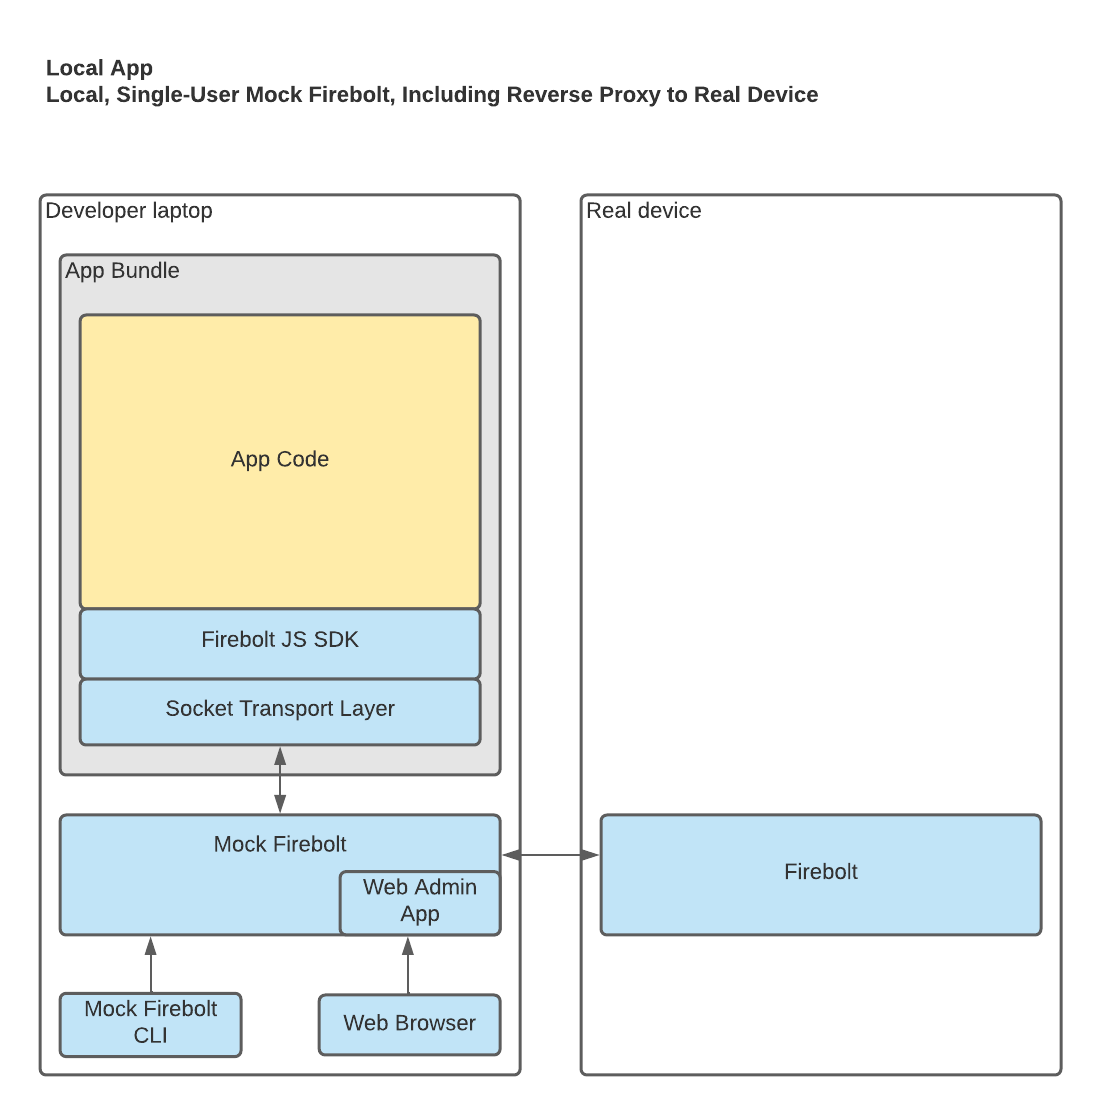 Local App
Local, Single-User Mock Firebolt, Including Reverse Proxy to Real Device
Developer laptop
App Bundle
App Code
Firebolt JS SDK
Socket Transport Layer
Mock Firebolt
Web Admin
App
Mock Firebolt
CLI
Web Browser
Real device
Firebolt